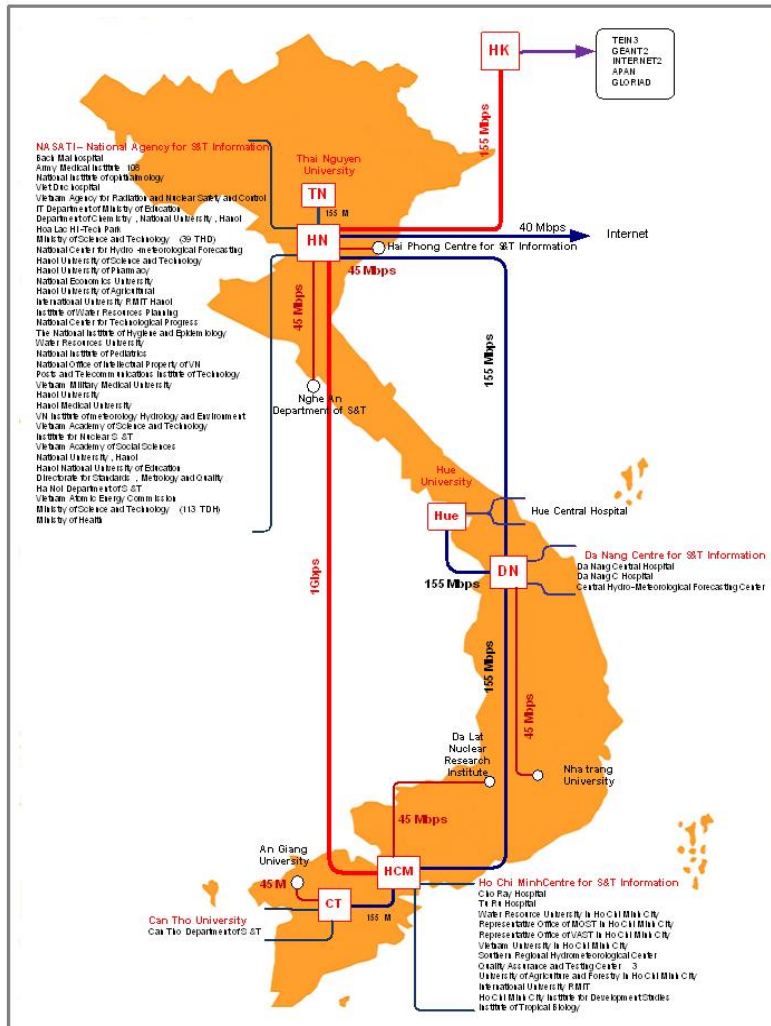 HK
TEIN3
GEANT2
INTERNET2
APAN
GLORIAD
155 Mbps
NASATI – National Agency for S&T Information
Bach Mai hospital
Army Medical Institute 108
National Institute of ophtalmology
Viet Duc hospital
Vietnam Agency for Radiation and Nuclear Safety and Control
IT Department of Ministry of Education
Department of Chemistry , National University , Hanoi
Hoa Lac Hi-Tech Park
Ministry of Science and Technology (39 THD)
National Center for Hydro -meteorological Forecasting
Hanoi University of Science and Technology
Hanoi University of Pharmacy
National Economics University
Hanoi University of Agricultural
International University RMIT Hanoi
Institute of Water Resources Planning
National Center for Technological Progress
The National Institute of Hygiene and Epidemiology
Water Resources University
National Institute of Pediatrics
National Office of Intellectual Property of VN
Posts and Telecommunications Institute of Technology
Vietnam Military Medical University
Hanoi University
Hanoi Medical University
VN Institute of meteorology Hydrology and Environment
Vietnam Academy of Science and Technology
Institute for Nuclear S &T
Vietnam Academy of Social Sciences
National University , Hanoi
Hanoi National University of Education
Directorate for Standards , Metrology and Quality
Ha Noi Department of S &T
Vietnam Atomic Energy Commission
Ministry of Science and Technology (113 TDH)
Ministry of Health
Thai Nguyen
University
TN
155 M
HN
40 Mbps
Internet
Hai Phong Centre for S&T Information
45 Mbps
45 Mbps
155 Mbps
Nghe An
Department of S&T
Hue
University
Hue
Hue Central Hospital
DN
155 Mbps
Da Nang Centre for S&T Information
Da Nang Central Hospital
Da Nang C Hospital
Central Hydro-Meteorological Forecasting Center
1Gbps
155 Mbps
45 Mbps
Da Lat
Nuclear
Research
Institute
Nha trang
University
45 Mbps
An Giang
University
45 M
HCM
CT
155 M
Can Tho University
Can Tho Department of S &T
Ho Chi MinhCentre for S&T Information
Cho Ray Hospital
Tu Du Hospital
Water Resource University in Ho Chi Minh City
Representative Office of MOST in Ho Chi Minh City
Representative Office of VAST in Ho Chi Minh City
Vietnam University in Ho Chi Minh City
Southern Regional Hydrometeorological Center
Quality Assurance and Testing Center 3
University of Agriculture and Forestry in Ho Chi Minh City
International University RMIT
Ho Chi Minh City Institute for Development Studies
Institute of Tropical Biology